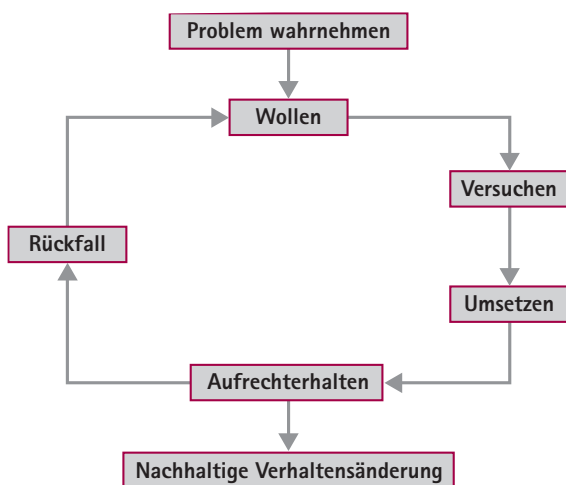 Problem wahrnehmen
Wollen
Versuchen
Rückfall
Umsetzen
Aufrechterhalten
Nachhaltige Verhaltensänderung